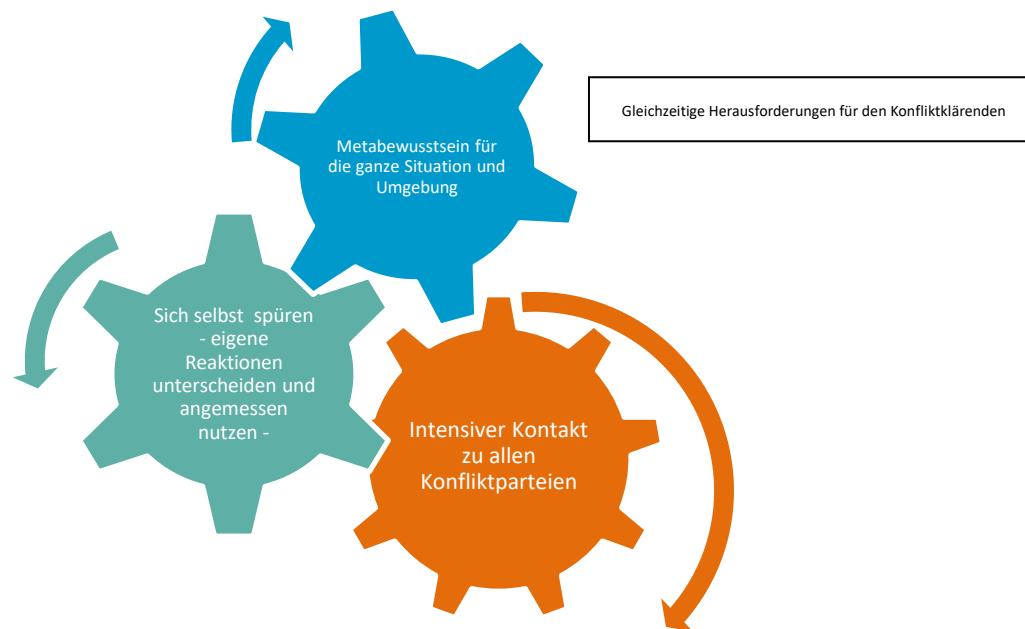 Gleichzeitige Herausforderungen für den Konfliktklärenden
Metabewusstsein für
die ganze Situation und
Umgebung
Sich selbst spüren
- eigene
Reaktionen
unterscheiden und
angemessen
nutzen -
Intensiver Kontakt
zu allen
Konfliktparteien